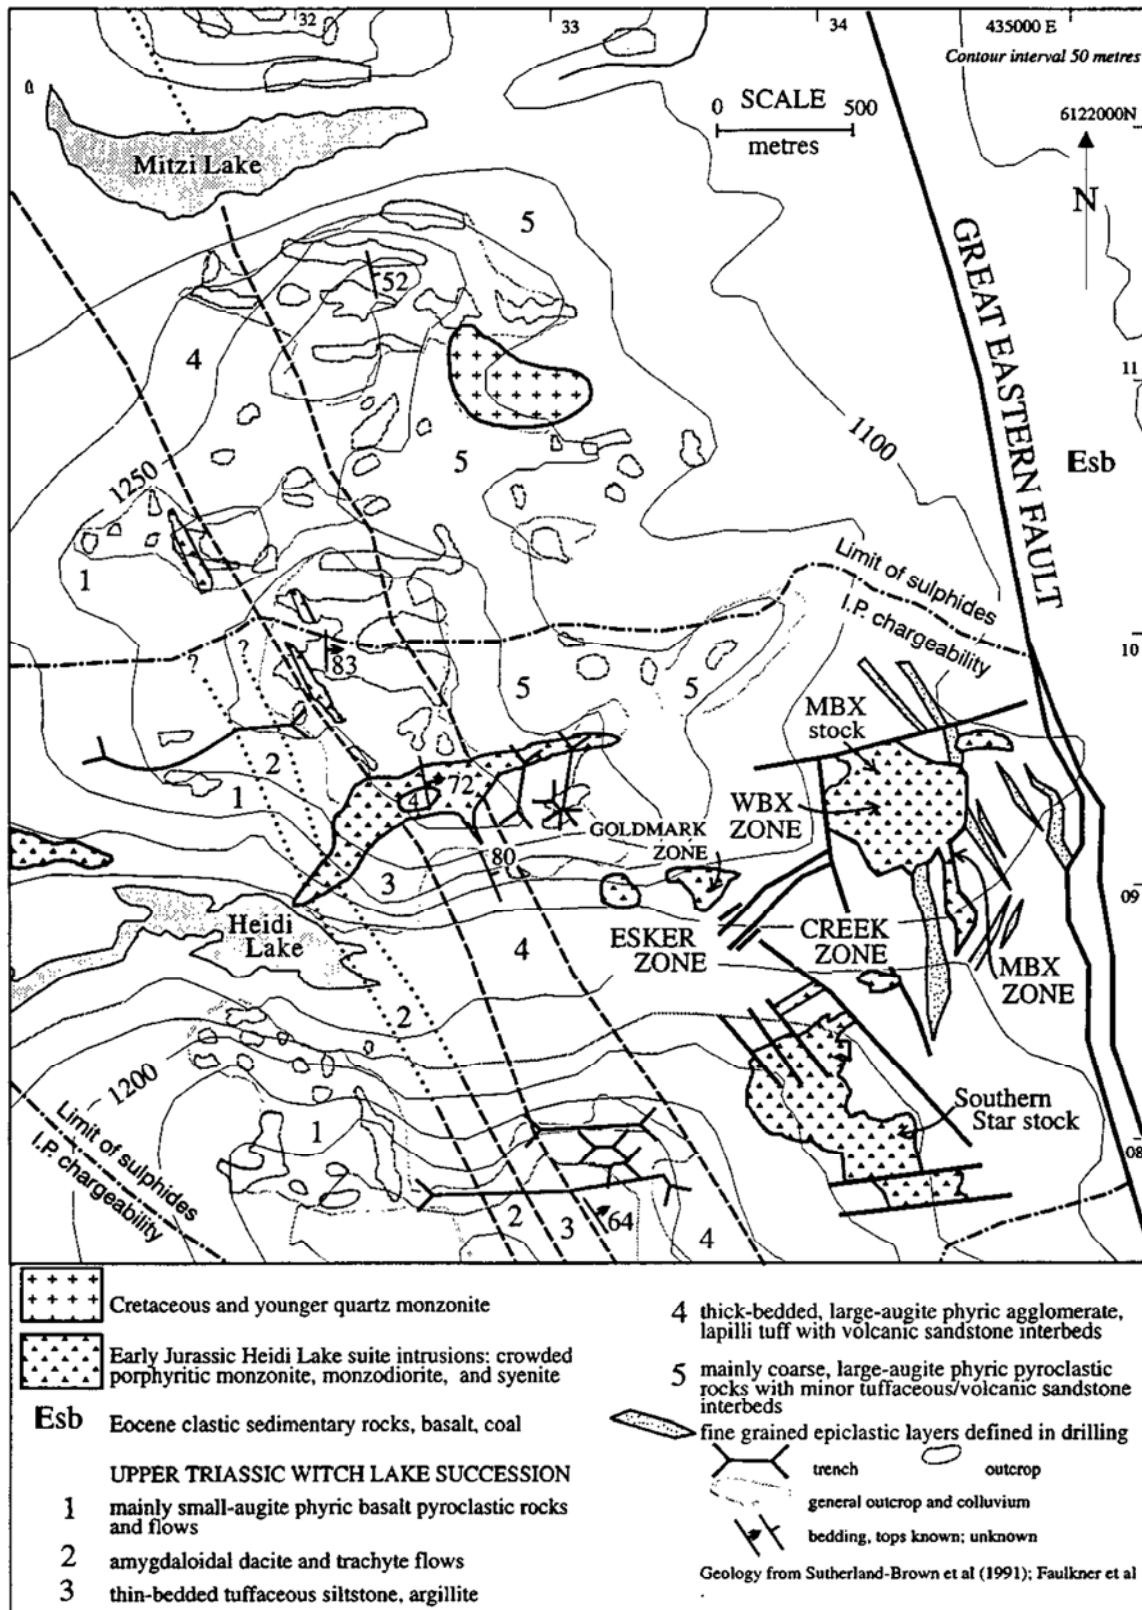 32
33
34
435000 E
Contour interval 50 metres
0 SCALE 500
metres
6122000N
N
Mitzi Lake
5
52
4
GREAT EASTERN FAULT
11
1100
5
Esb
1250
1
Limit of sulphides
I.P. chargeability
10
? ?
83
5
5
MBX
stock
2
1
4
72
WBX
ZONE
GOLDMARK
ZONE
80
3
09
Heidi
Lake
4
ESKER
ZONE
CREEK
ZONE
MBX
ZONE
2
1200
Limit of sulphides
I.P. chargeability
1
Southern
Star stock
08
2
3
64
4
Cretaceous and younger quartz monzonite
Early Jurassic Heidi Lake suite intrusions: crowded
porphyritic monzonite, monzodiorite, and syenite
Esb Eocene clastic sedimentary rocks, basalt, coal
UPPER TRIASSIC WITCH LAKE SUCCESSION
1 mainly small-augite phyric basalt pyroclastic rocks
and flows
2 amygdaloidal dacite and trachyte flows
3 thin-bedded tuffaceous siltstone, argillite
4 thick-bedded, large-augite phyric agglomerate,
lapilli tuff with volcanic sandstone interbeds
5 mainly coarse, large-augite phyric pyroclastic
rocks with minor tuffaceous/volcanic sandstone
interbeds
fine grained epiclastic layers defined in drilling
trench outcrop
general outcrop and colluvium
bedding, tops known; unknown
Geology from Sutherland-Brown et al (1991); Faulkner et al